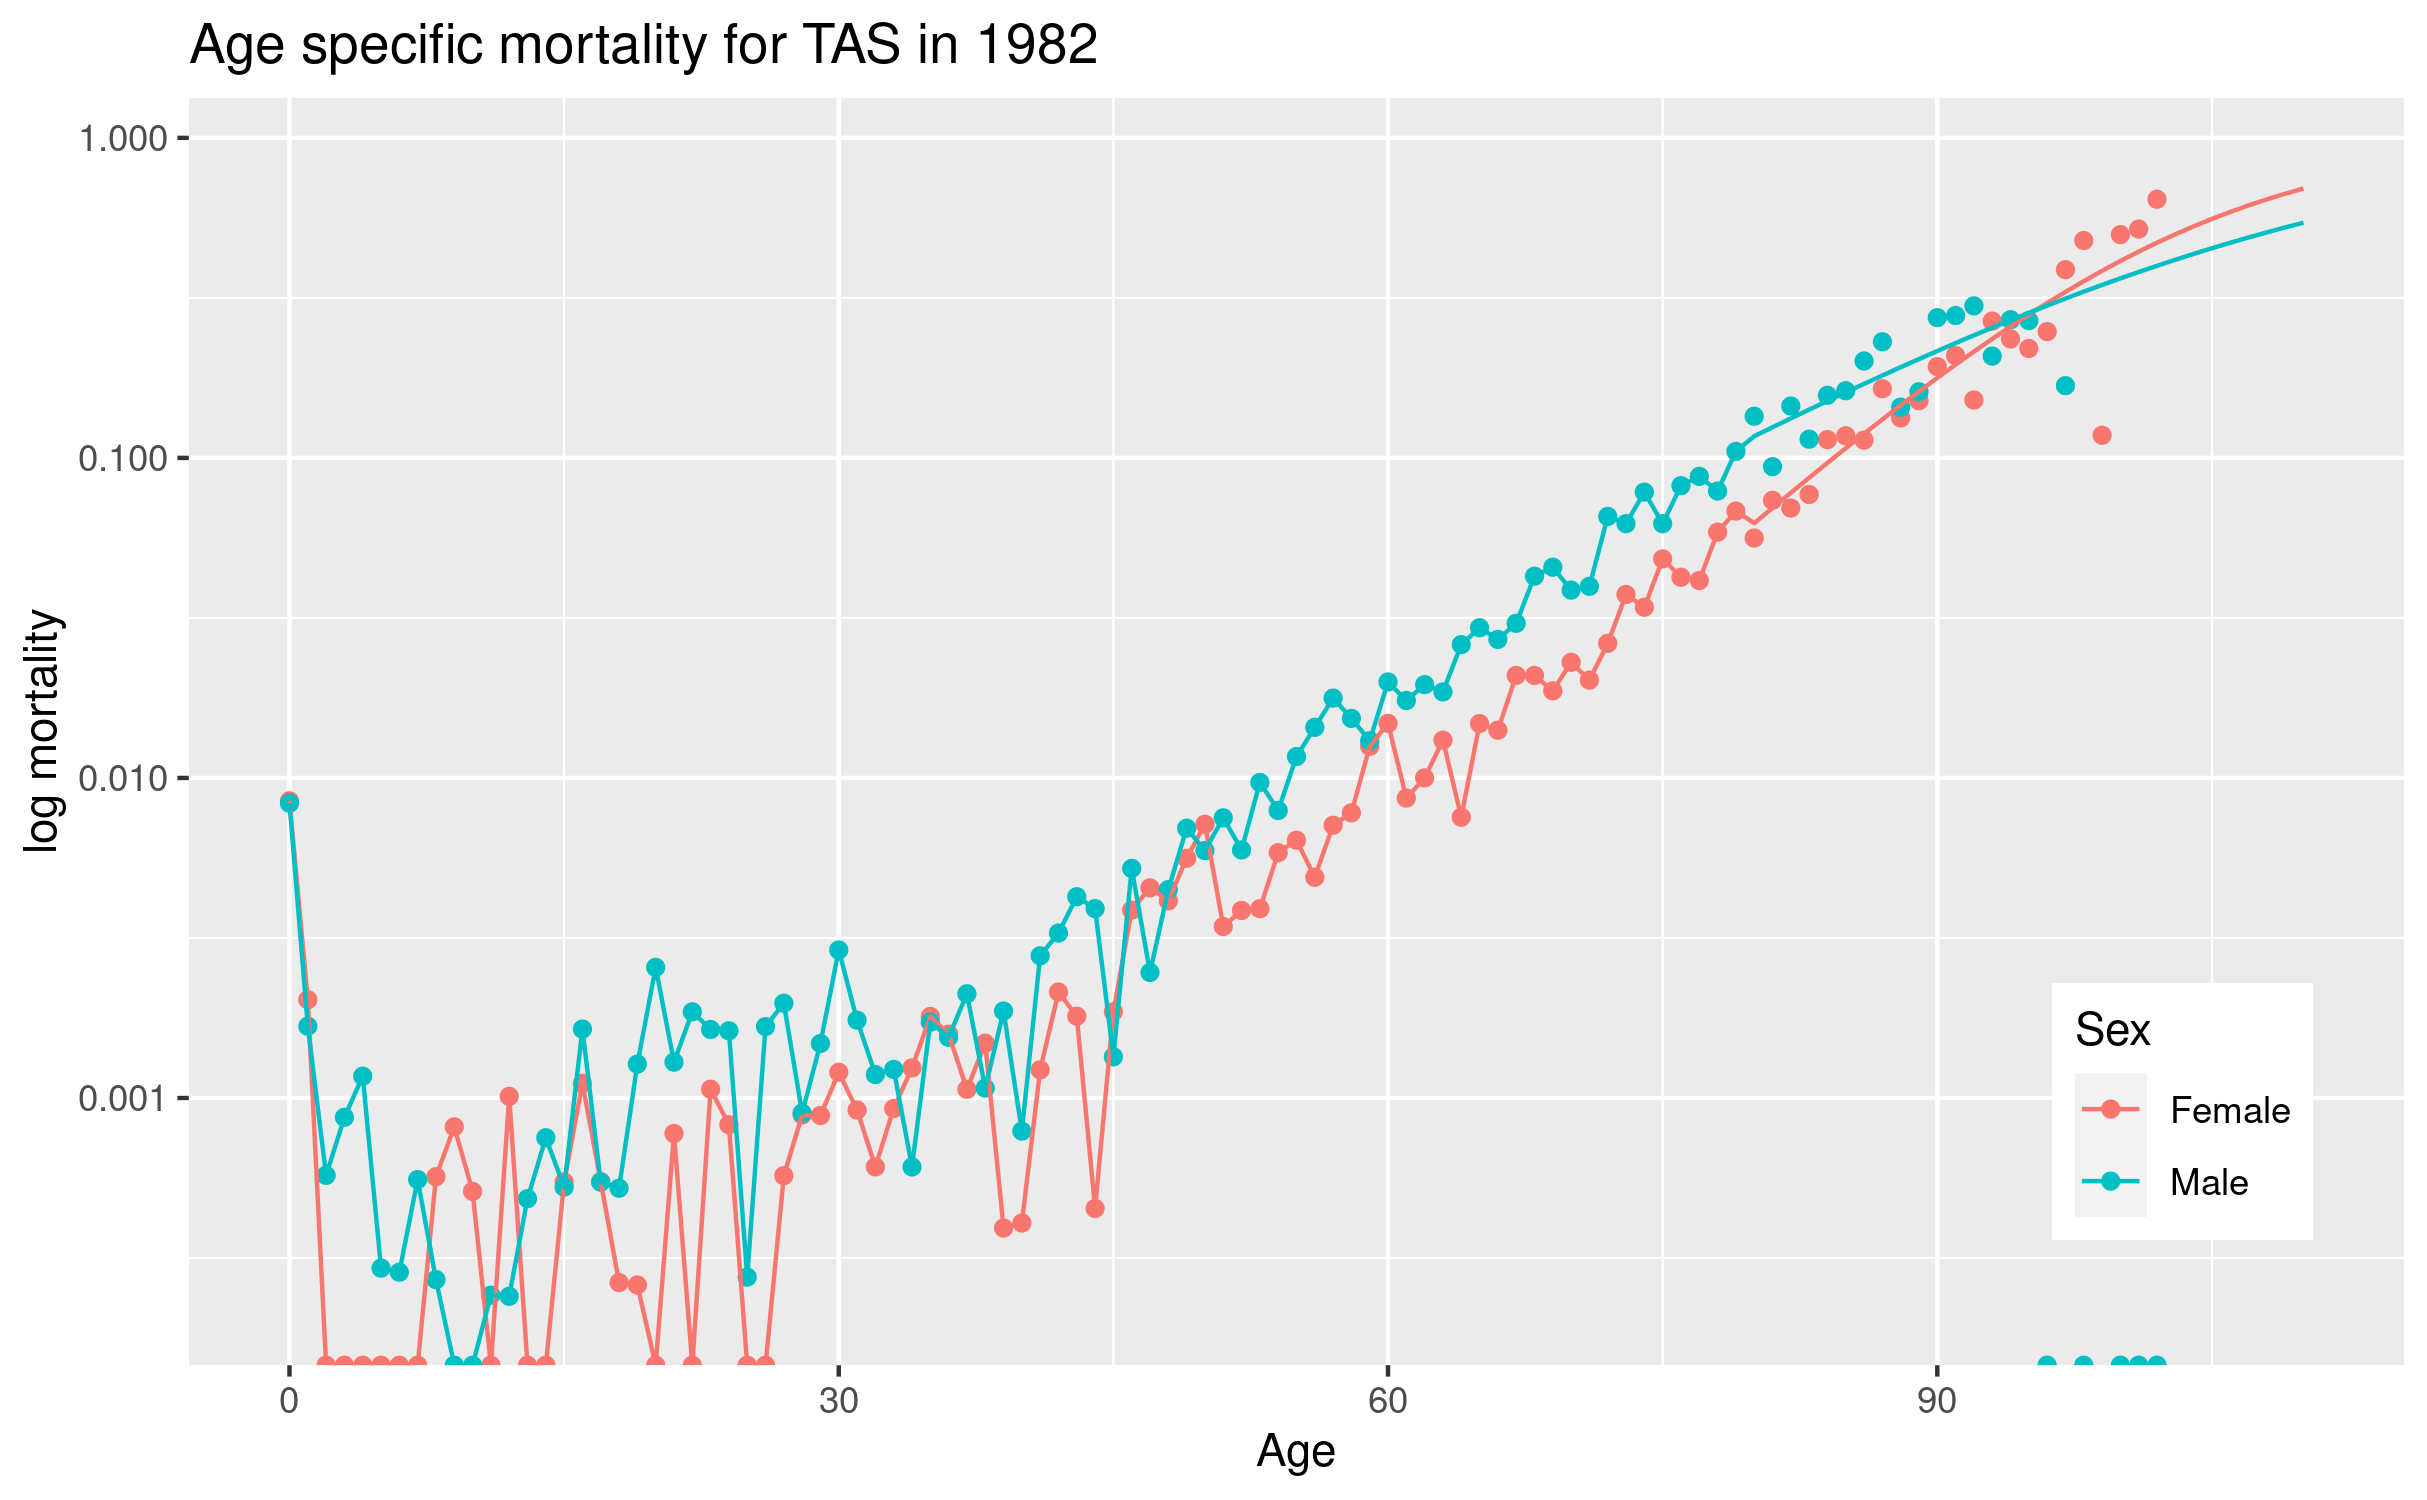 Age specific mortality for TAS in 1982
log mortality
1.000
0.100
0.010
0.001
0
30
60
90
Age
Sex
Female
Male